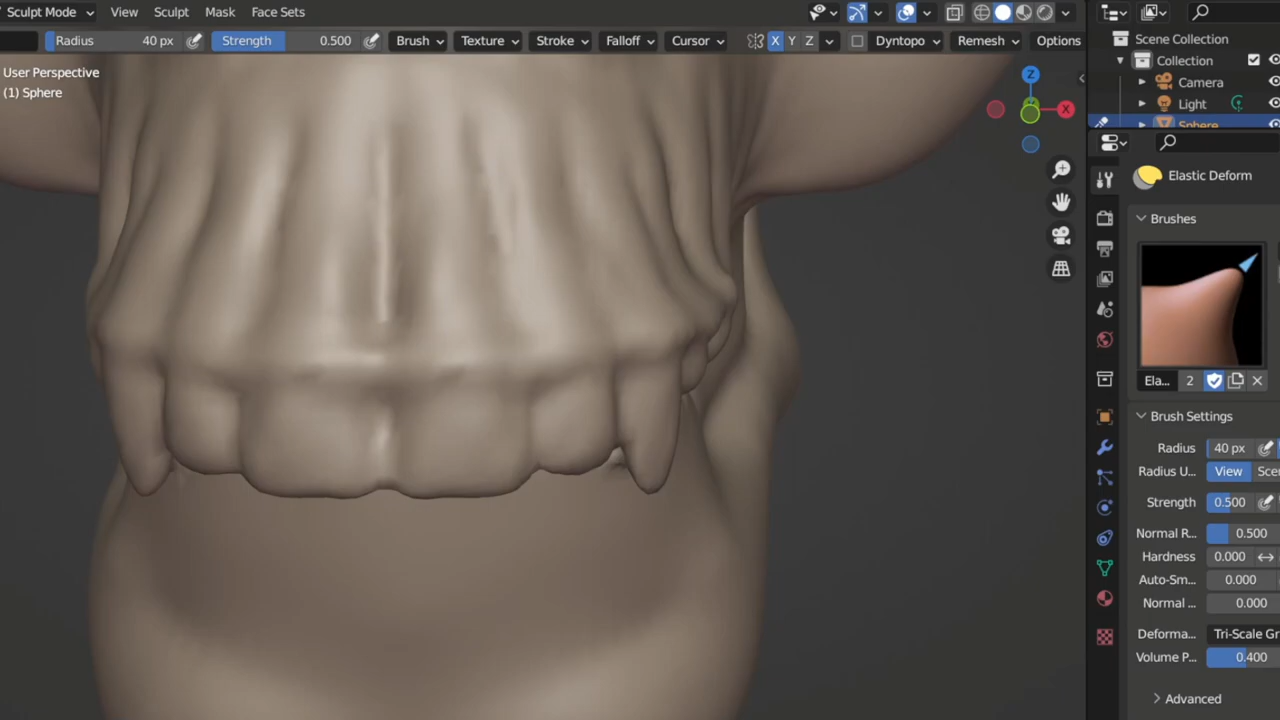 Sculpt Mode View Sculpt Mask Face Sets
Radius 40 px Strength 0.500 Brush Texture Stroke Falloff Cursor X Y Z Dyntopo Remesh Options
User Perspective
(1) Sphere
Z
X
Scene Collection
Collection
Camera
Light
Sphere
Elastic Deform
Brushes
Ela... 2
Brush Settings
Radius 40 px
Radius U... View Scen
Strength 0.500
Normal R... 0.500
Hardness 0.000
Auto-Sm... 0.000
Normal ... 0.000
Deforma... Tri-Scale Gr
Volume P... 0.400
Advanced